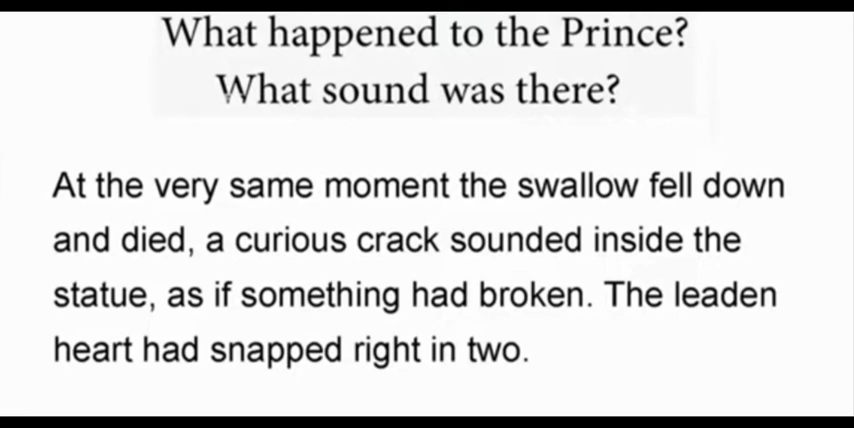 What happened to the Prince?
What sound was there?
At the very same moment the swallow fell down
and died, a curious crack sounded inside the
statue, as if something had broken. The leaden
heart had snapped right in two.